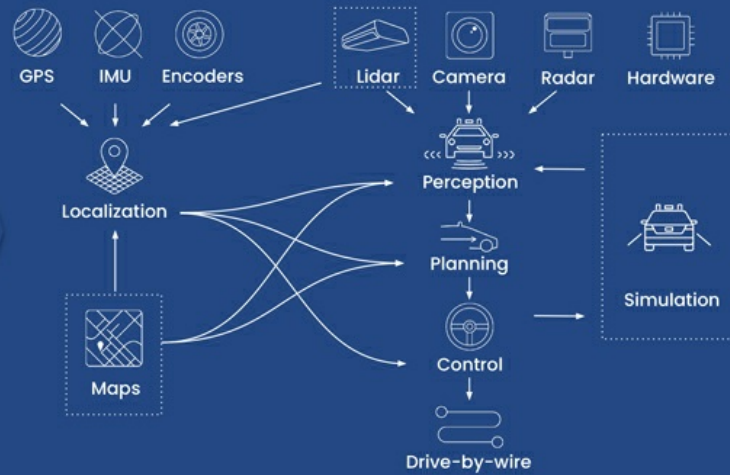 GPS
IMU
Encoders
Lidar
Camera
Radar
Hardware
Localization
Perception
Planning
Simulation
Maps
Control
Drive-by-wire